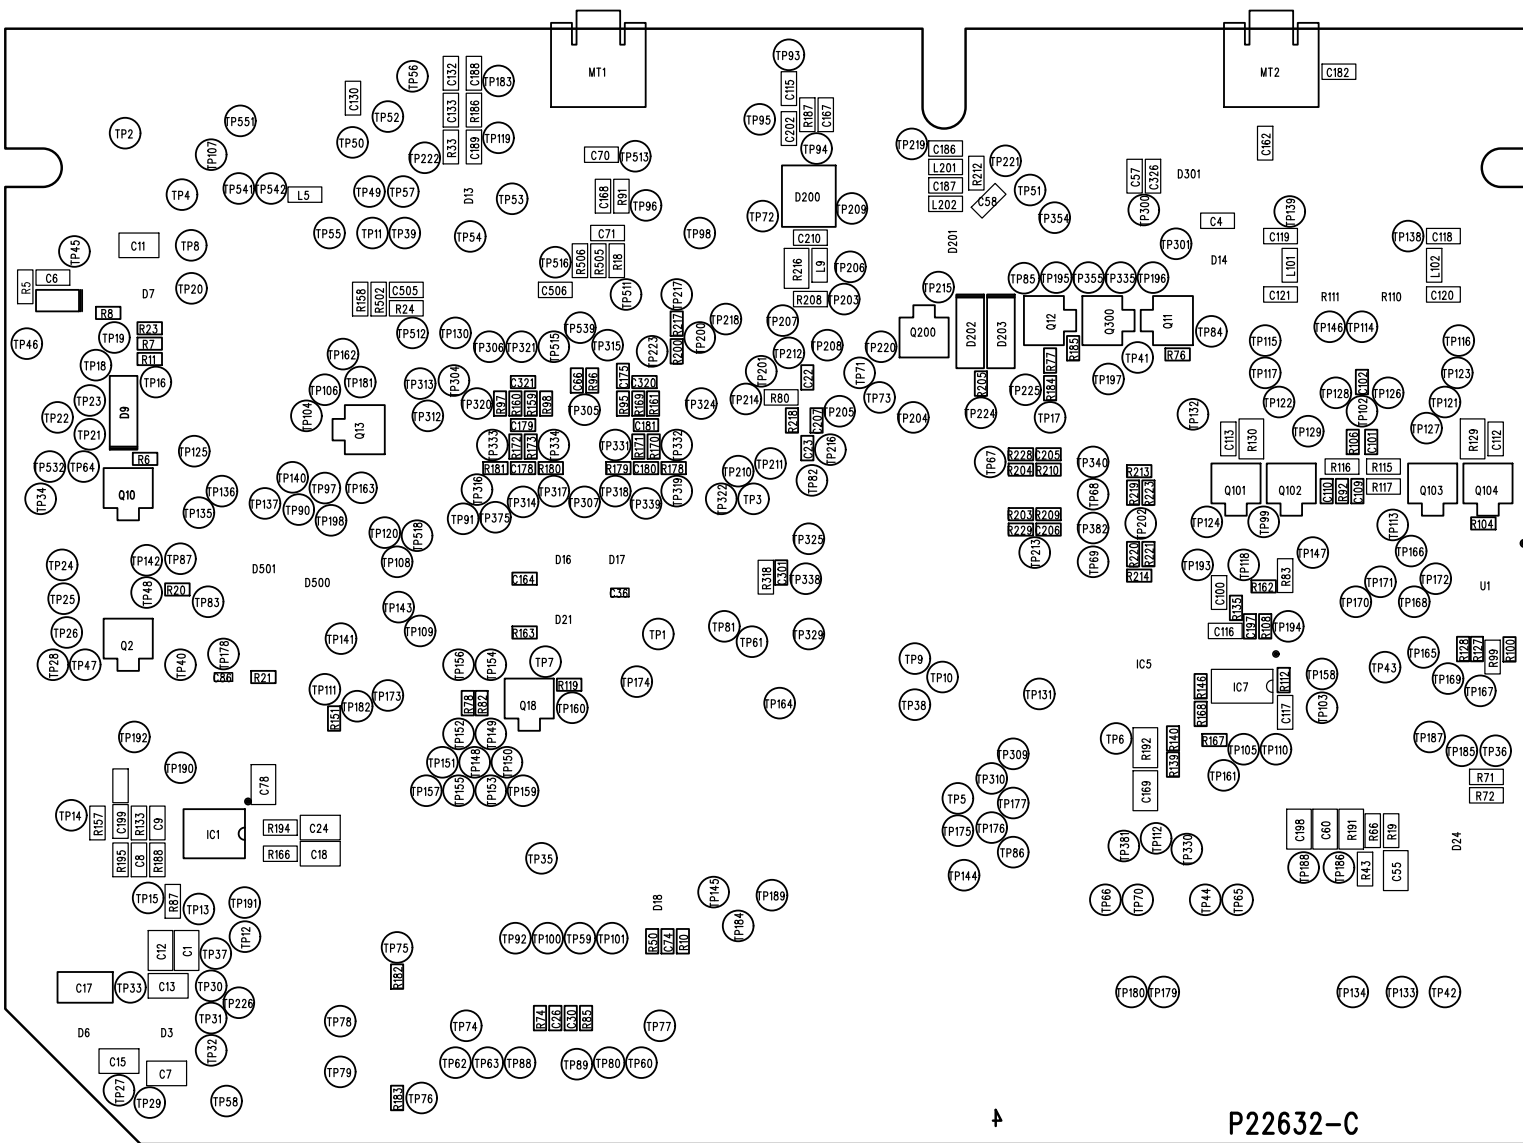 MT1
MT2
TP93
TP56
C132
C188
TP183
C115
C182
C130
C133
R186
R187
C167
TP551
TP52
TP95
C202
TP2
TP50
R33
C189
TP119
TP94
TP219
C186
C162
TP107
TP222
C70
TP513
L201
R212
TP221
C57
C326
D301
TP4
TP541
TP542
L5
TP49
TP57
D13
TP53
C168
R91
TP96
D200
TP209
C187
L202
C58
TP51
TP300
TP72
TP354
C4
TP139
TP55
TP11
TP39
TP54
C71
TP98
C210
D201
TP301
C119
TP138
C118
TP45
C11
TP8
TP516
R506
R505
R18
R216
L9
TP206
D14
L101
L102
R5
C6
D7
TP20
R158
R502
C505
R24
C506
TP511
TP217
R208
TP203
TP215
TP85
TP195
TP355
TP335
TP196
C121
R111
R110
C120
R8
TP218
TP207
TP46
TP19
R23
R7
R11
TP512
TP130
TP539
TP315
R217
TP200
R200
Q200
D202
D203
Q12
Q300
Q11
TP84
TP146
TP114
TP115
TP116
TP162
TP306
TP321
TP515
TP223
TP212
TP208
TP220
R77
R185
TP41
R76
TP18
TP16
TP106
TP181
TP313
TP304
C321
C66
R96
C175
C320
TP201
C22
TP71
R205
TP225
R184
TP197
TP117
C102
TP123
TP23
D9
TP320
R97
R160
R159
R98
TP305
R95
R169
R161
TP324
TP214
R80
TP73
TP122
TP128
TP126
TP121
TP22
TP104
Q13
TP312
C179
C181
R218
C207
TP205
TP204
TP224
TP17
TP132
TP102
TP127
TP21
TP333
R172
R173
TP334
TP331
R171
R170
TP332
C23
TP216
C113
R130
TP129
R106
C101
R129
C112
TP532
TP64
R6
TP125
R181
C178
R180
R179
C180
R178
TP210
TP211
TP82
TP67
R228
C205
R204
R210
TP340
R213
R116
R115
TP34
Q10
TP136
TP140
TP97
TP163
TP316
TP317
TP318
TP319
TP322
TP3
TP68
R219
R223
Q101
Q102
C110
R92
C109
R117
Q103
Q104
TP135
TP137
TP90
TP198
TP91
TP375
TP314
TP307
TP339
R203
R209
R229
C206
TP382
TP202
TP124
TP99
TP113
R104
TP120
TP518
TP325
TP213
TP69
R220
R221
R214
TP147
TP166
TP24
TP142
TP87
D501
D500
TP108
D16
D17
C164
C36
R318
C301
TP338
TP193
TP118
R83
TP171
TP172
U1
TP25
TP48
R20
TP83
TP143
D21
C100
R162
R135
TP170
TP168
TP26
Q2
TP141
TP109
R163
TP1
TP81
TP61
TP329
C116
C197
R108
TP194
TP28
TP47
TP40
TP178
C86
R21
TP156
TP154
TP7
TP9
IC5
TP165
R128
R127
R99
R100
TP111
TP182
TP173
R151
R78
R82
Q18
R119
TP160
TP174
TP164
TP10
TP38
TP131
R146
R168
IC7
R112
C117
TP158
TP103
TP43
TP169
TP167
TP192
TP152
TP149
TP6
R192
R140
R139
R167
TP105
TP110
TP187
TP185
TP36
TP190
TP151
TP148
TP150
TP309
TP161
R71
C78
TP157
TP155
TP153
TP159
TP310
C169
R72
TP14
R157
C199
R133
C9
IC1
R194
C24
TP5
TP177
TP175
TP176
C198
C60
R191
R66
R19
R195
C8
R188
R166
C18
TP35
TP86
TP381
TP112
TP330
D24
TP144
TP188
TP186
R43
C55
TP15
R87
TP13
TP191
D18
TP145
TP189
TP66
TP70
TP44
TP65
TP12
TP184
C12
C1
TP37
TP75
TP92
TP100
TP59
TP101
R50
C74
R10
C17
TP33
C13
TP30
R182
TP226
TP180
TP179
TP134
TP133
TP42
D6
D3
TP31
TP78
TP74
R74
C26
C30
R85
TP77
TP32
C15
C7
TP79
TP62
TP63
TP88
TP89
TP80
TP60
TP27
TP29
TP58
R183
TP76
4
P22632-C